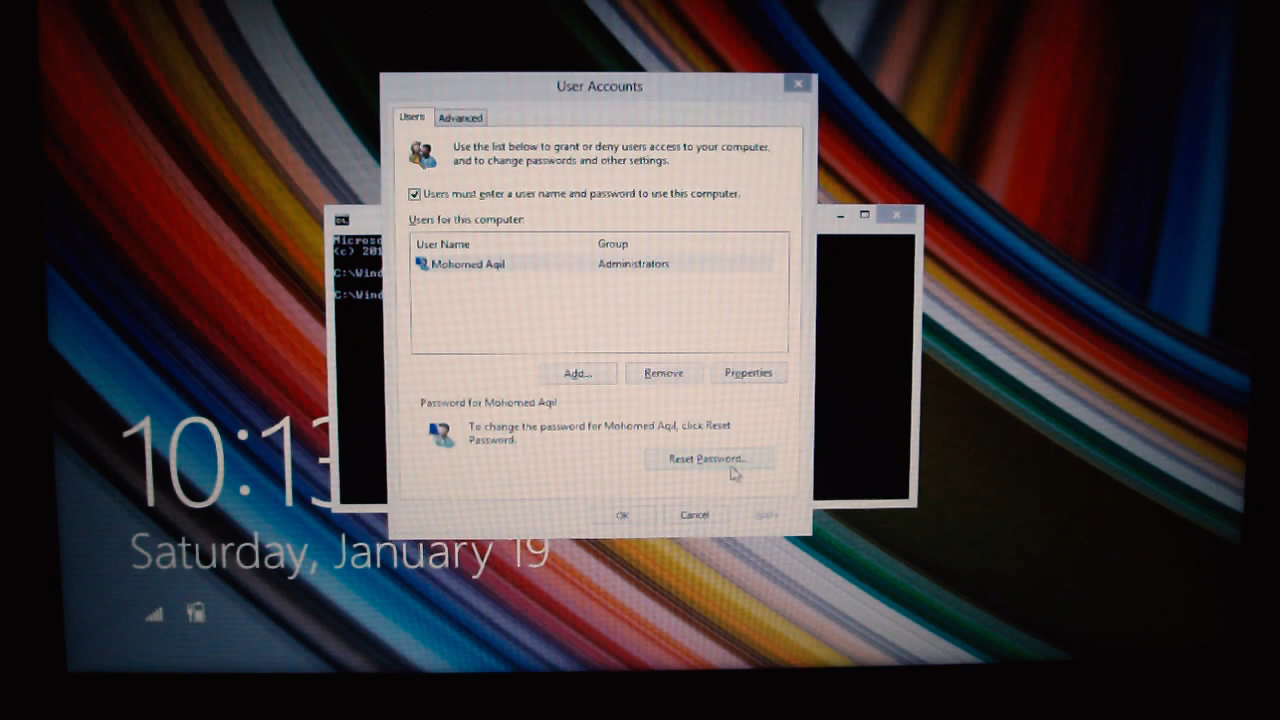 User Accounts
Users
Advanced
Use the list below to grant or deny users access to your computer,
and to change passwords and other settings.
Users must enter a user name and password to use this computer.
Users for this computer:
User Name
Group
Mohomed Aqil
Administrators
Add...
Remove
Properties
Password for Mohomed Aqil
To change the password for Mohomed Aqil, click Reset
Password.
Reset Password...
OK
Cancel
Apply
Microso
(c) 201
C:\Wind
C:\Wind
10:13
Saturday, January 19